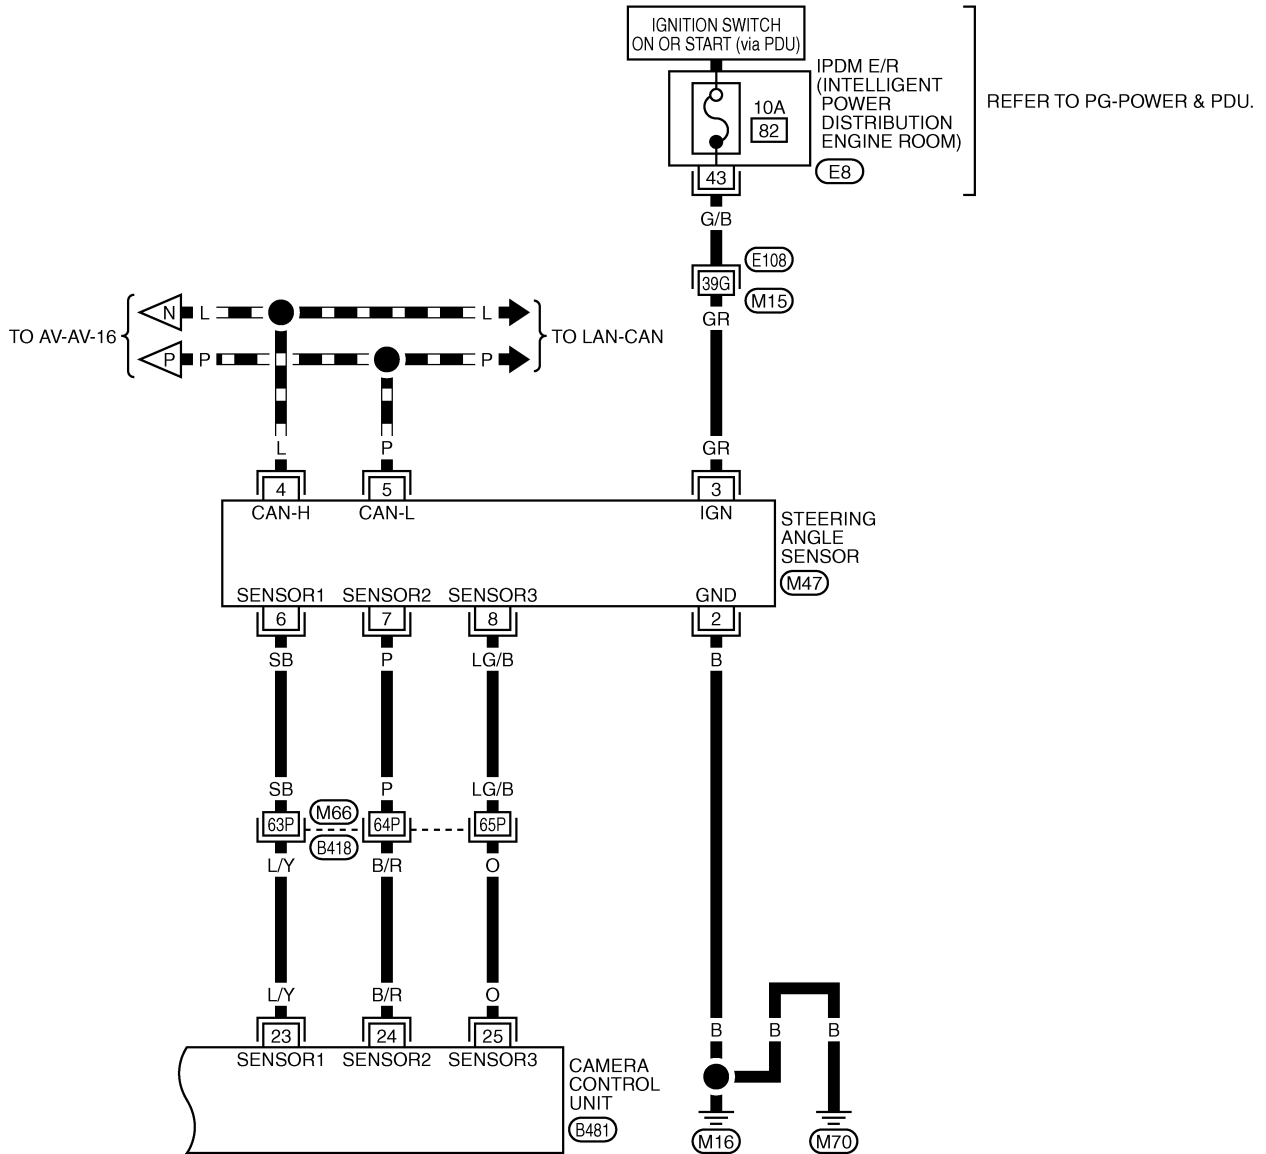 IGNITION SWITCH
ON OR START (via PDU)
IPDM E/R
(INTELLIGENT
POWER
DISTRIBUTION
ENGINE ROOM)
E8
REFER TO PG-POWER & PDU.
10A
82
43
G/B
E108
39G
M15
GR
TO AV-AV-16
N
L
L
P
P
P
TO LAN-CAN
L
P
GR
4
5
3
CAN-H
CAN-L
IGN
STEERING
ANGLE
SENSOR
M47
SENSOR1
SENSOR2
SENSOR3
GND
6
7
8
2
SB
P
LG/B
B
SB
P
LG/B
63P
M66
64P
65P
B418
L/Y
B/R
O
L/Y
B/R
O
23
24
25
SENSOR1
SENSOR2
SENSOR3
CAMERA
CONTROL
UNIT
B481
B
B
B
M16
M70